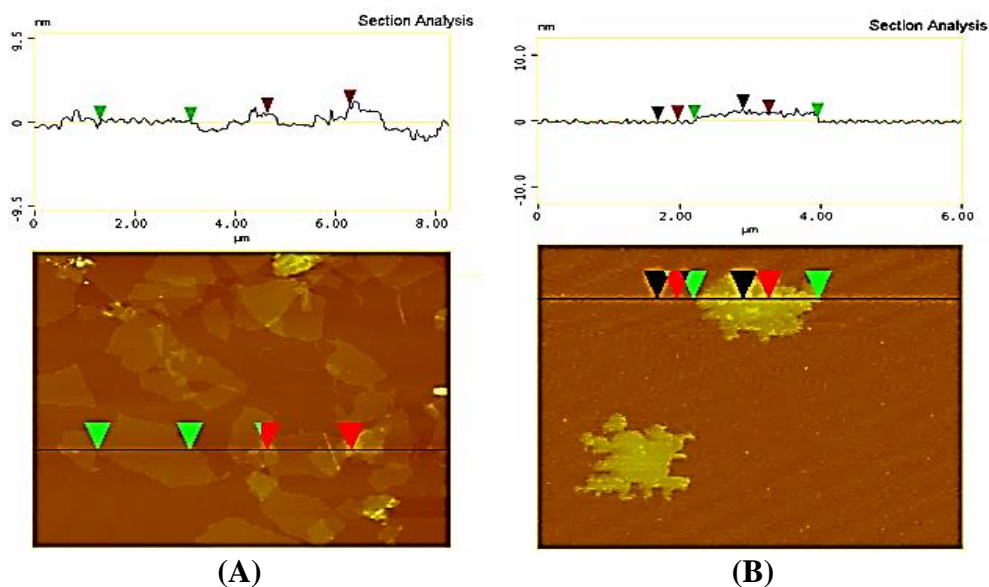 nm
Section Analysis
9.5
0
-9.5
0
2.00
4.00
6.00
8.00
µm
(A)
nm
Section Analysis
10.0
0
-10.0
0
2.00
4.00
6.00
µm
(B)